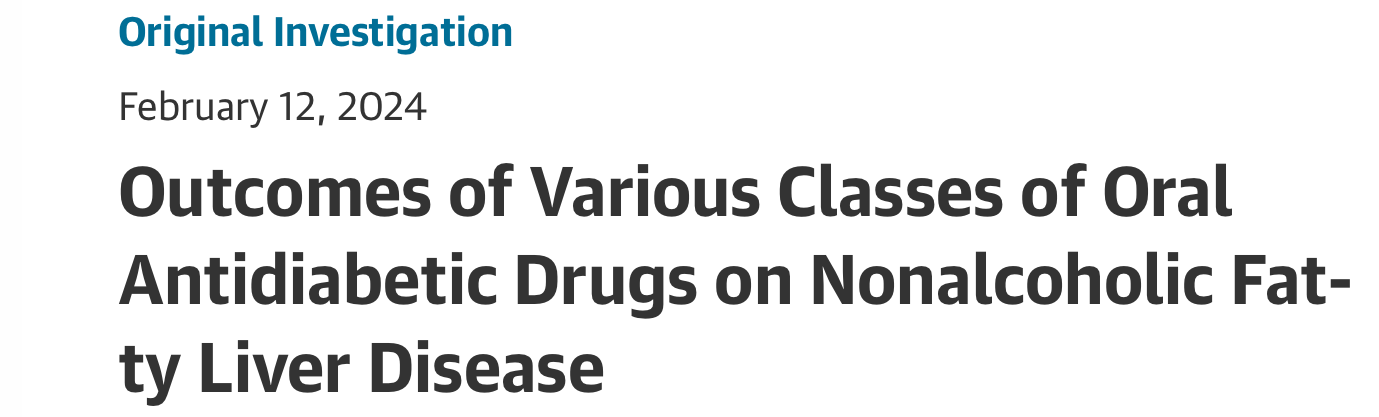 Original Investigation
February 12, 2024
Outcomes of Various Classes of Oral
Antidiabetic Drugs on Nonalcoholic Fat-
ty Liver Disease